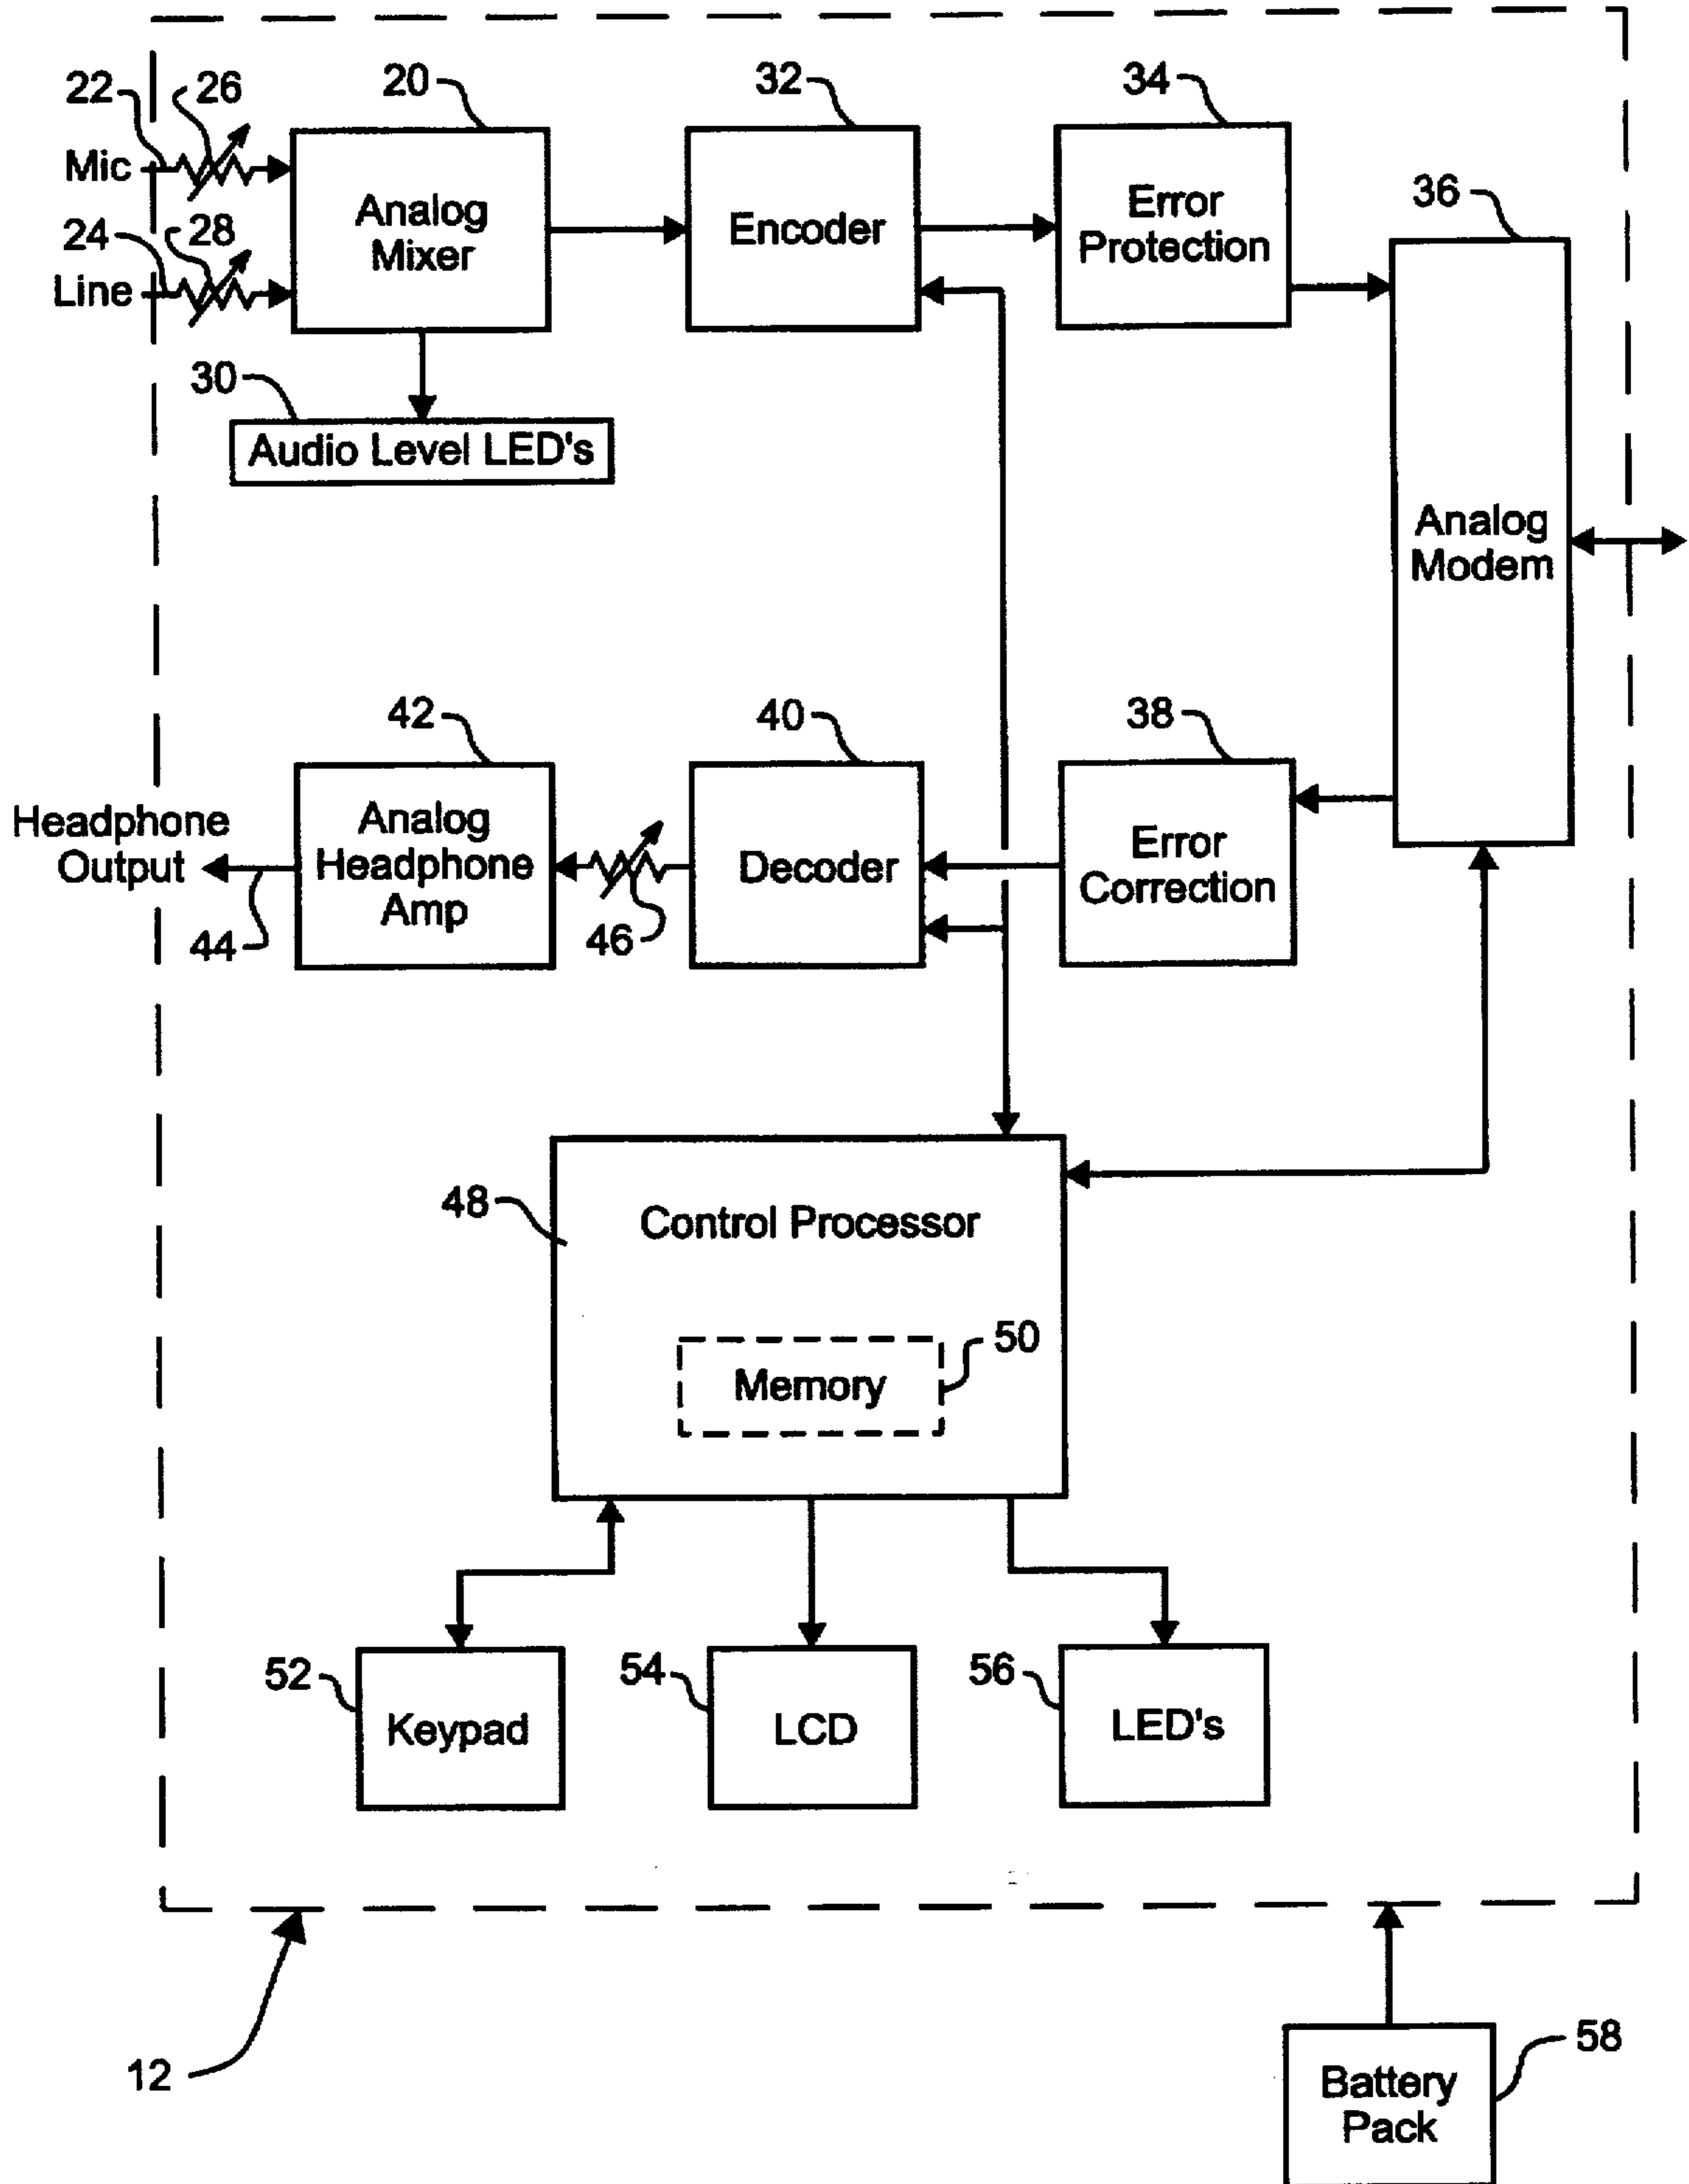 22
26
20
32
34
Mic
36
24
28
Analog
Mixer
Encoder
Error
Protection
Line
30
Audio Level LED's
Analog
Modem
42
40
38
Headphone
Output
Analog
Headphone
Amp
Decoder
Error
Correction
44
46
48
Control Processor
50
Memory
52
54
56
Keypad
LCD
LED's
12
58
Battery
Pack